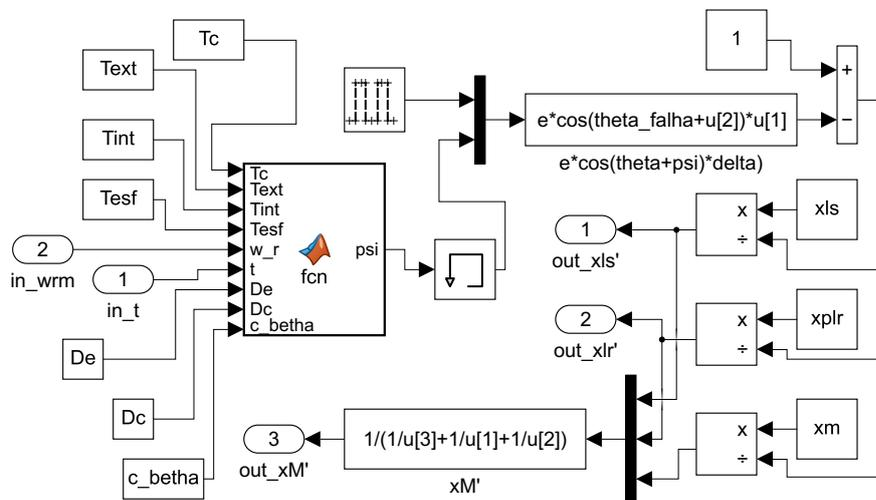 Tc
1
Text
+
e*cos(theta_falha+u[2])*u[1]
−
Tint
e*cos(theta+psi)*delta)
Tc
Text
Tint
Tesf
w_r
t
De
Dc
c_betha
fcn
psi
Tesf
x
÷
xls
1
out_xls'
2
in_wrm
1
in_t
x
÷
xplr
2
out_xlr'
De
Dc
x
÷
xm
1/(1/u[3]+1/u[1]+1/u[2])
xM'
3
out_xM'
c_betha